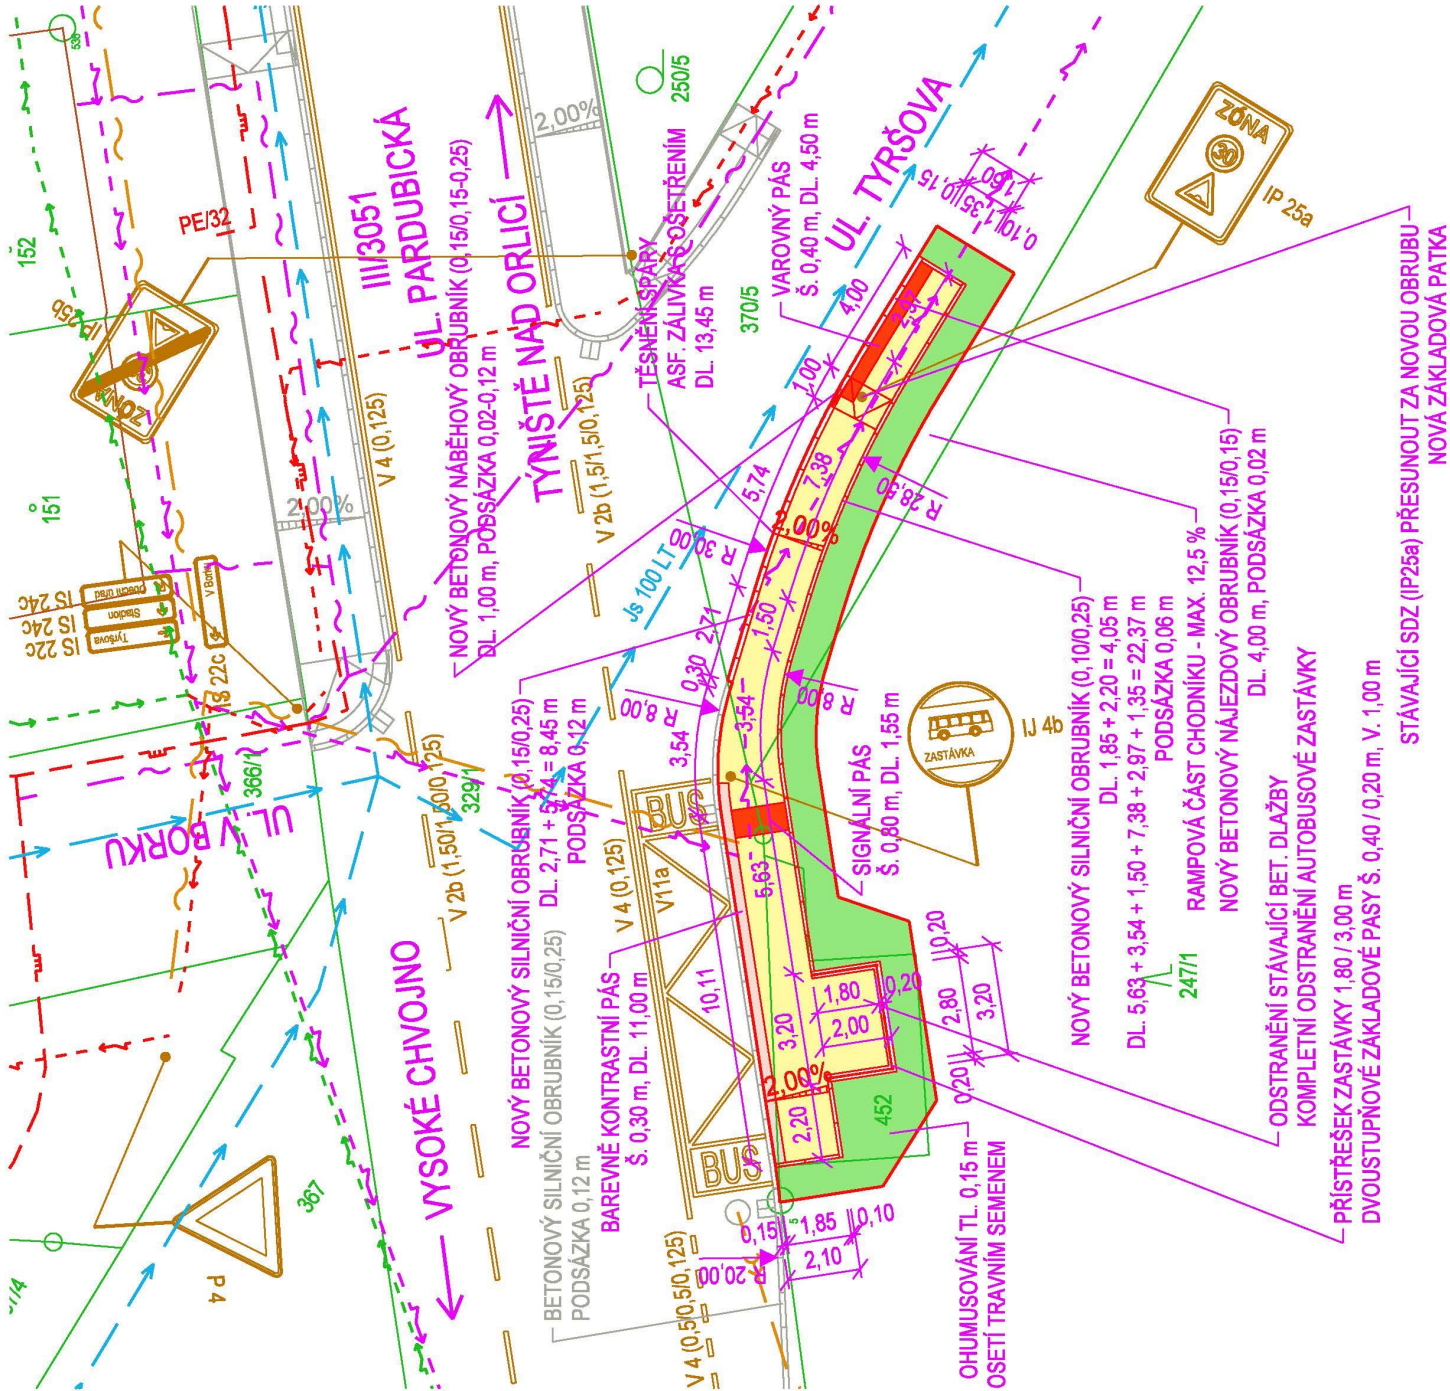 538
152
151
PE/32
III/3051
UL. PARDUBICKÁ
TÝNIŠTĚ NAD ORLICÍ
2,00%
2,00%
250/5
370/5
UL. TYRŠOVA
ZÓNA
30
IP 25a
IP 25b
ZÓNA
IS 24c
IS 24c
IS 22c
Obecní úřad
Stadion
Tyršova
V Borku
IS 22c
V 4 (0,125)
V 2b (1,5/1,5/0,125)
NOVÝ BETONOVÝ NÁBĚHOVÝ OBRUBNÍK (0,15/0,15-0,25)
DL. 1,00 m, PODSÁZKA 0,02-0,12 m
TĚSNĚNÍ SPÁRY
ASF. ZÁLIVKA S OŠETŘENÍM
DL. 13,45 m
VAROVNÝ PÁS
Š. 0,40 m, DL. 4,50 m
Js 100 LT
366/1
UL. V BORKU
329/1
V 2b (1,50/1,50/0,125)
NOVÝ BETONOVÝ SILNIČNÍ OBRUBNÍK (0,15/0,25)
DL. 2,71 + 5,74 = 8,45 m
PODSÁZKA 0,12 m
BETONOVÝ SILNIČNÍ OBRUBNÍK (0,15/0,25)
PODSÁZKA 0,12 m
BAREVNĚ KONTRASTNÍ PÁS
Š. 0,30 m, DL. 11,00 m
V 4 (0,125)
V11a
BUS
BUS
VYSOKÉ CHVOJNO
367
P 4
V 4 (0,5/0,5/0,125)
SIGNALNÍ PÁS
Š. 0,80 m, DL. 1,55 m
ZASTÁVKA
IJ 4b
0,10
1,35
0,15
1,60
4,00
1,00
5,74
2,97
7,38
R 28,50
R 30,00
2,00%
2,71
0,30
1,50
R 8,00
R 8,00
3,54
3,54
5,63
10,11
3,20
1,80
2,00
0,20
2,00%
2,20
0,20
2,80
3,20
0,20
452
0,15
1,85
0,10
2,10
R 20,00
5
OHUMUSOVÁNÍ TL. 0,15 m
OSETÍ TRAVNÍM SEMENEM
NOVÝ BETONOVÝ SILNIČNÍ OBRUBNÍK (0,10/0,25)
DL. 1,85 + 2,20 = 4,05 m
DL. 5,63 + 3,54 + 1,50 + 7,38 + 2,97 + 1,35 = 22,37 m
PODSÁZKA 0,06 m
247/1
RAMPOVÁ ČÁST CHODNÍKU - MAX. 12,5 %
NOVÝ BETONOVÝ NÁJEZDOVÝ OBRUBNÍK (0,15/0,15)
DL. 4,00 m, PODSÁZKA 0,02 m
ODSTRANĚNÍ STÁVAJÍCÍ BET. DLAŽBY
KOMPLETNÍ ODSTRANĚNÍ AUTOBUSOVÉ ZASTÁVKY
PŘÍSTŘEŠEK ZASTÁVKY 1,80 / 3,00 m
DVOUSTUPŇOVÉ ZÁKLADOVÉ PASY Š. 0,40 / 0,20 m, V. 1,00 m
STÁVAJÍCÍ SDZ (IP25a) PŘESUNOUT ZA NOVOU OBRUBU
NOVÁ ZÁKLADOVÁ PATKA